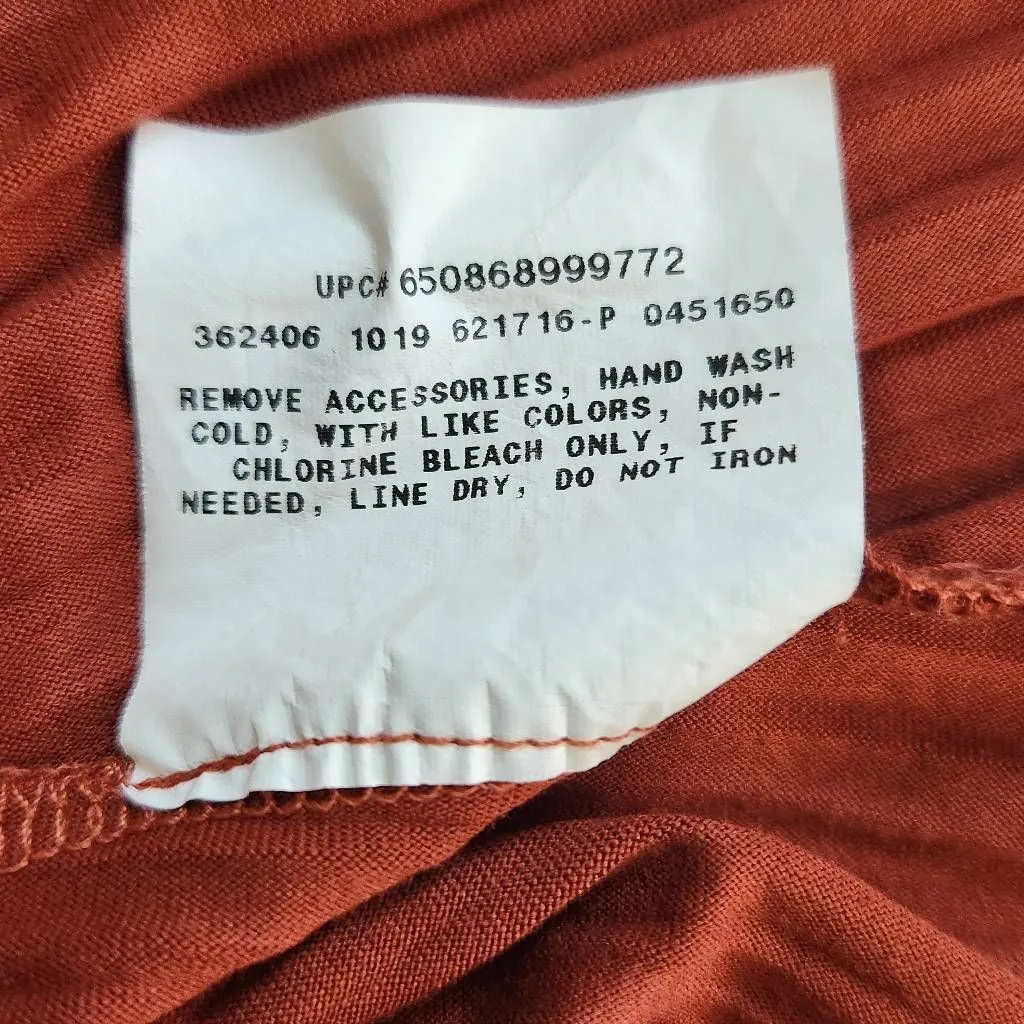 UPC# 650868999772
362406 1019 621716-P 0451650
REMOVE ACCESSORIES, HAND WASH
COLD, WITH LIKE COLORS, NON-
CHLORINE BLEACH ONLY, IF
NEEDED, LINE DRY, DO NOT IRON